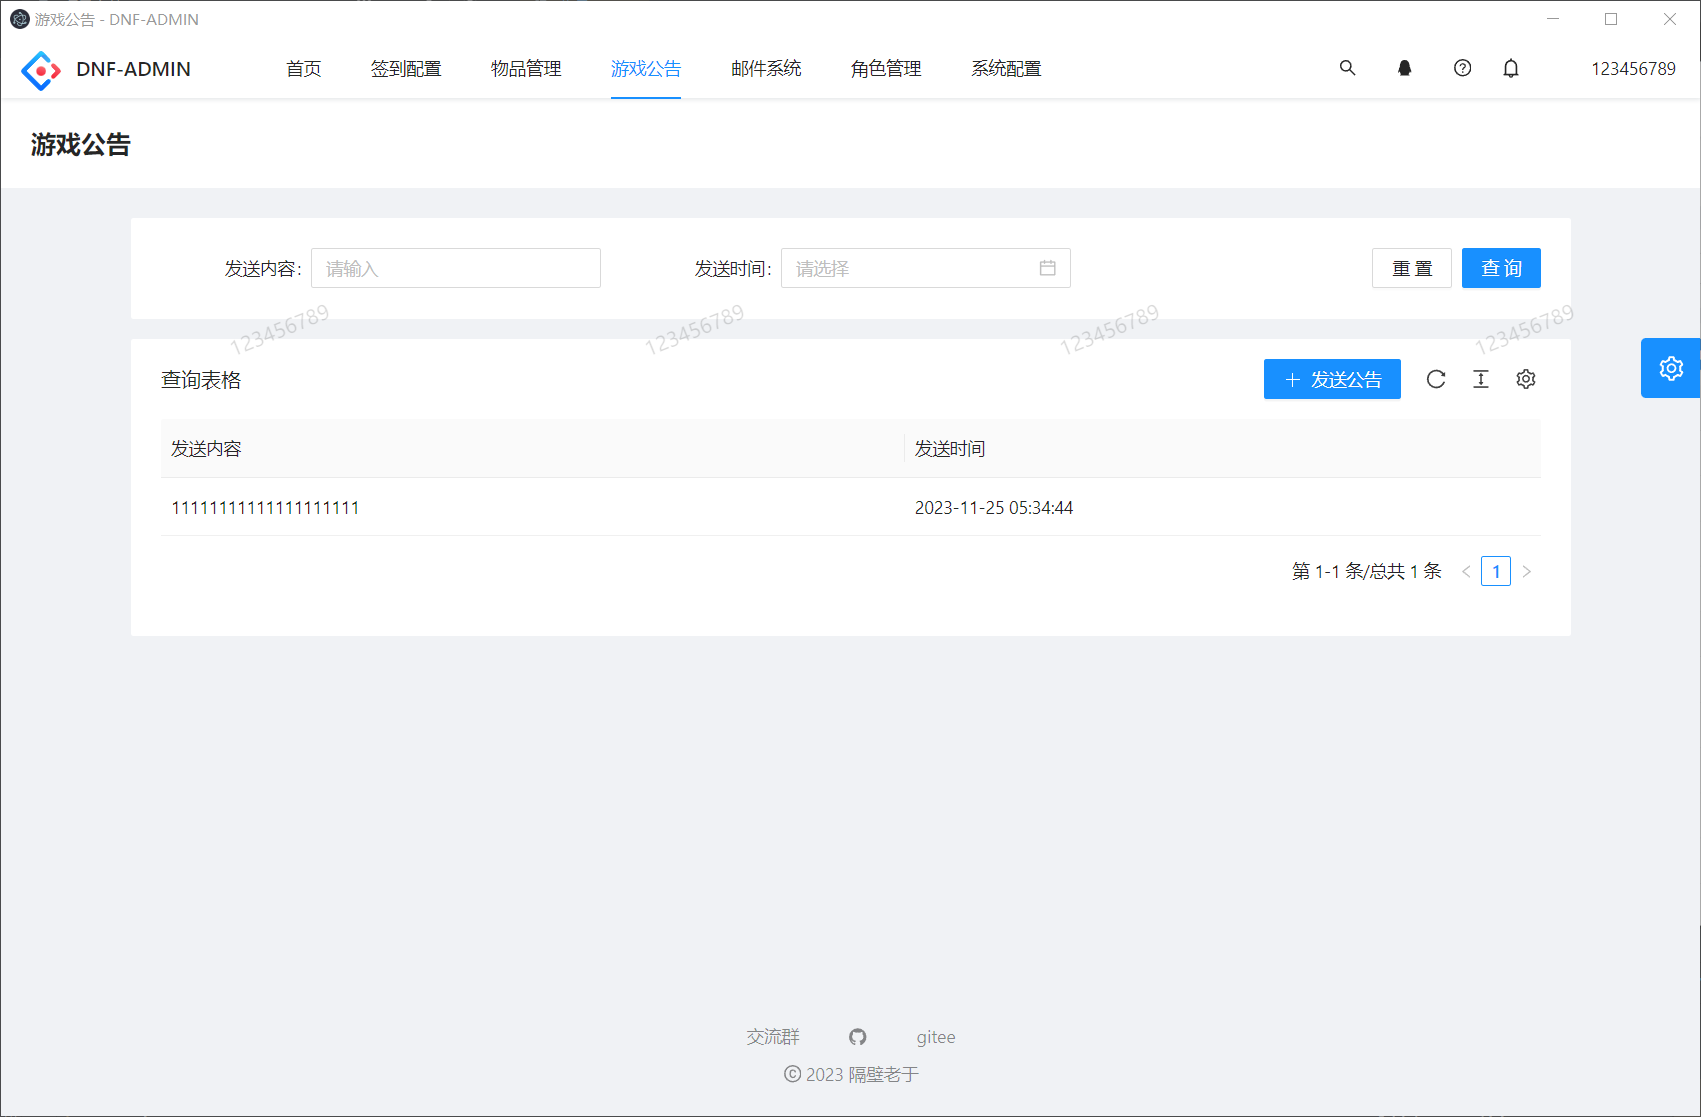 游戏公告 - DNF-ADMIN
DNF-ADMIN 首页 签到配置 物品管理 游戏公告 邮件系统 角色管理 系统配置 123456789
游戏公告
发送内容: 请输入 发送时间: 请选择 重 置 查 询
123456789 123456789 123456789 123456789
查询表格 + 发送公告
发送内容 发送时间
11111111111111111111 2023-11-25 05:34:44
第 1-1 条/总共 1 条 < 1 >
交流群 gitee
© 2023 隔壁老于